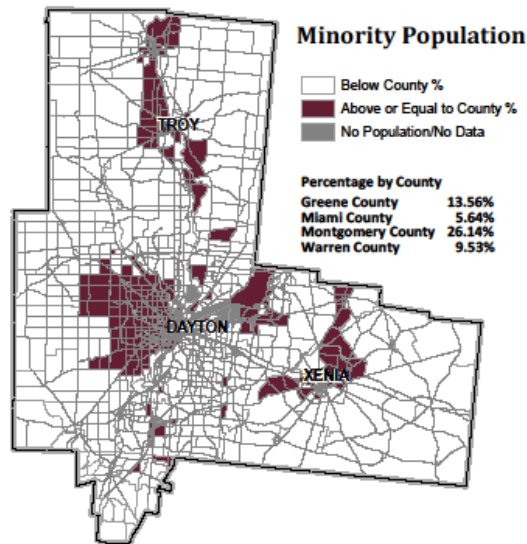 Minority Population
Below County %
Above or Equal to County %
No Population/No Data
Percentage by County
Greene County 13.56%
Miami County 5.64%
Montgomery County 26.14%
Warren County 9.53%
TROY
DAYTON
XENIA